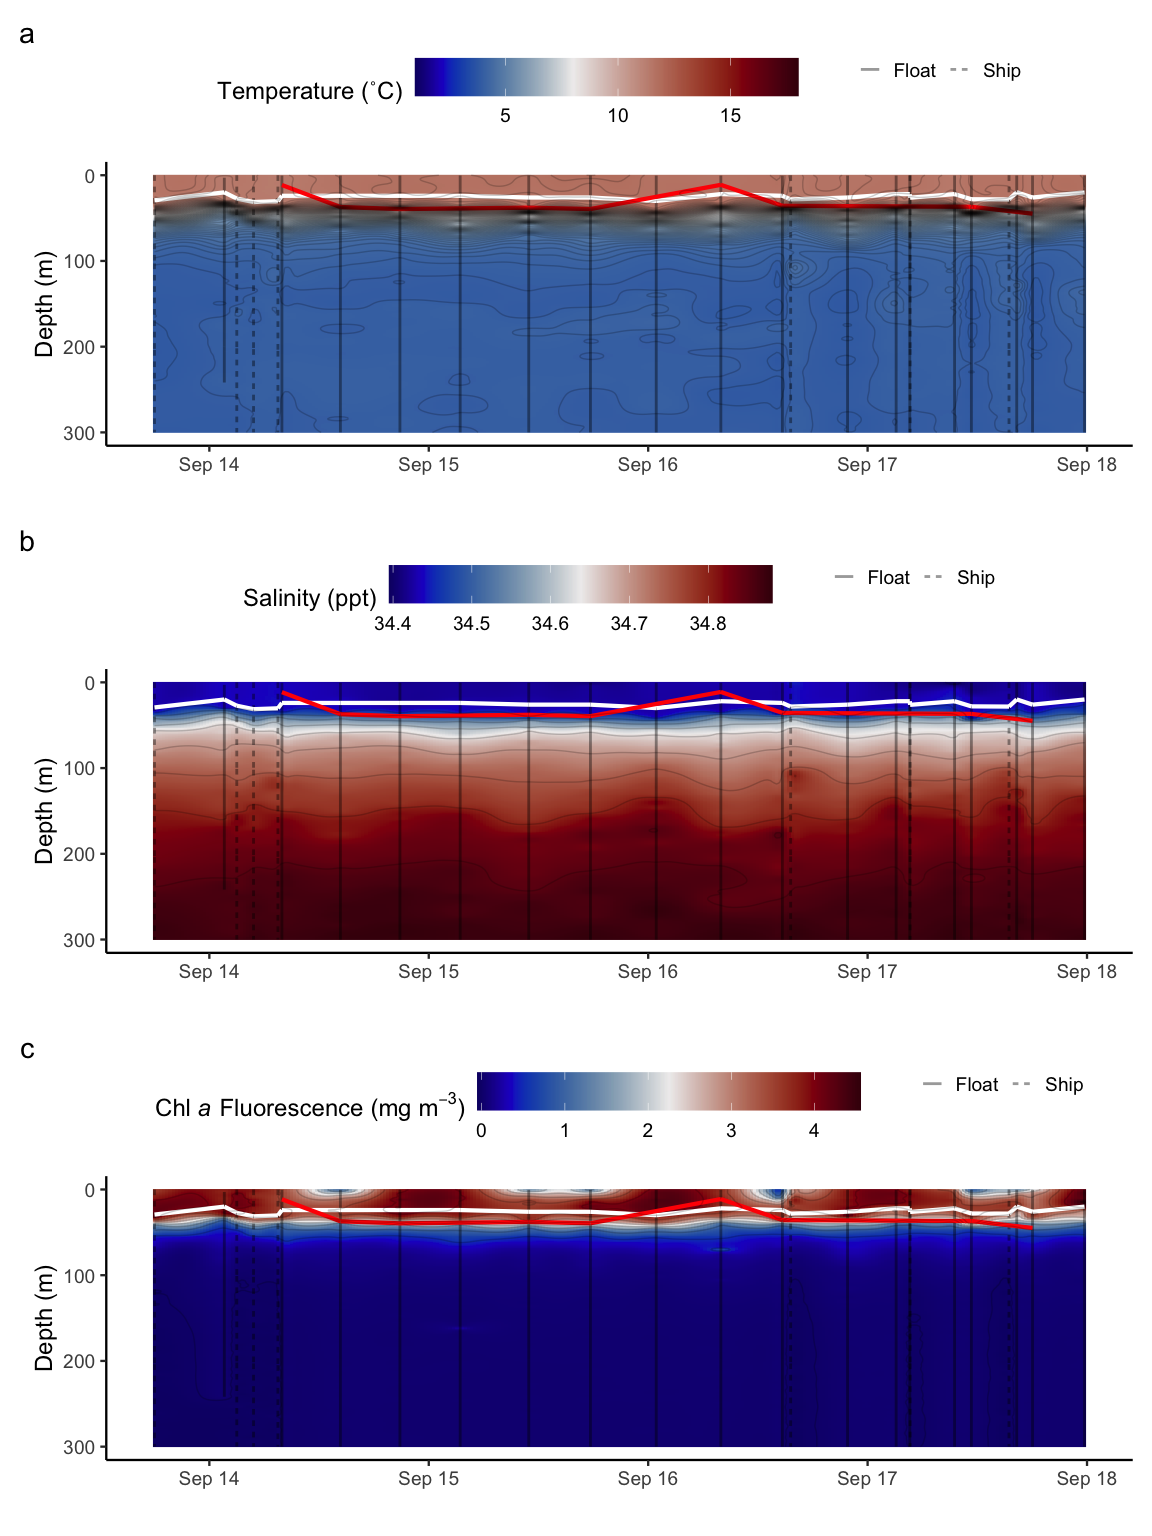 a
Temperature (°C)
5 10 15
Float Ship
0
100
200
300
Depth (m)
Sep 14 Sep 15 Sep 16 Sep 17 Sep 18
b
Salinity (ppt)
34.4 34.5 34.6 34.7 34.8
Float Ship
0
100
200
300
Depth (m)
Sep 14 Sep 15 Sep 16 Sep 17 Sep 18
c
Chl a Fluorescence (mg m⁻³)
0 1 2 3 4
Float Ship
0
100
200
300
Depth (m)
Sep 14 Sep 15 Sep 16 Sep 17 Sep 18